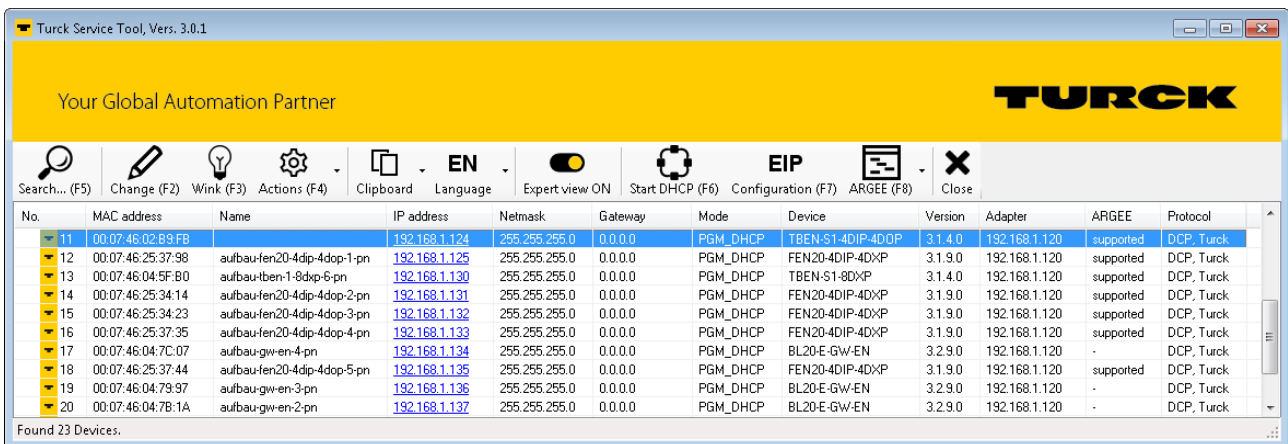 Turck Service Tool, Vers. 3.0.1
Your Global Automation Partner
TURCK
EN EIP
Search... (F5) Change (F2) Wink (F3) Actions (F4) Clipboard Language Expert view ON Start DHCP (F6) Configuration (F7) ARGEE (F8) Close
No. MAC address Name IP address Netmask Gateway Mode Device Version Adapter ARGEE Protocol
11 00:07:46:02:B9:FB 192.168.1.124 255.255.255.0 0.0.0.0 PGM_DHCP TBEN-S1-4DIP-4DOP 3.1.4.0 192.168.1.120 supported DCP, Turck
12 00:07:46:25:37:98 aufbau-fen20-4dip-4dop-1-pn 192.168.1.125 255.255.255.0 0.0.0.0 PGM_DHCP FEN20-4DIP-4DXP 3.1.9.0 192.168.1.120 supported DCP, Turck
13 00:07:46:04:5F:B0 aufbau-tben-1-8dxp-6-pn 192.168.1.130 255.255.255.0 0.0.0.0 PGM_DHCP TBEN-S1-8DXP 3.1.4.0 192.168.1.120 supported DCP, Turck
14 00:07:46:25:34:14 aufbau-fen20-4dip-4dop-2-pn 192.168.1.131 255.255.255.0 0.0.0.0 PGM_DHCP FEN20-4DIP-4DXP 3.1.9.0 192.168.1.120 supported DCP, Turck
15 00:07:46:25:34:23 aufbau-fen20-4dip-4dop-3-pn 192.168.1.132 255.255.255.0 0.0.0.0 PGM_DHCP FEN20-4DIP-4DXP 3.1.9.0 192.168.1.120 supported DCP, Turck
16 00:07:46:25:37:35 aufbau-fen20-4dip-4dop-4-pn 192.168.1.133 255.255.255.0 0.0.0.0 PGM_DHCP FEN20-4DIP-4DXP 3.1.9.0 192.168.1.120 supported DCP, Turck
17 00:07:46:04:7C:07 aufbau-gw-en-4-pn 192.168.1.134 255.255.255.0 0.0.0.0 PGM_DHCP BL20-E-GW-EN 3.2.9.0 192.168.1.120 - DCP, Turck
18 00:07:46:25:37:44 aufbau-fen20-4dip-4dop-5-pn 192.168.1.135 255.255.255.0 0.0.0.0 PGM_DHCP FEN20-4DIP-4DXP 3.1.9.0 192.168.1.120 supported DCP, Turck
19 00:07:46:04:79:97 aufbau-gw-en-3-pn 192.168.1.136 255.255.255.0 0.0.0.0 PGM_DHCP BL20-E-GW-EN 3.2.9.0 192.168.1.120 - DCP, Turck
20 00:07:46:04:7B:1A aufbau-gw-en-2-pn 192.168.1.137 255.255.255.0 0.0.0.0 PGM_DHCP BL20-E-GW-EN 3.2.9.0 192.168.1.120 - DCP, Turck
Found 23 Devices.